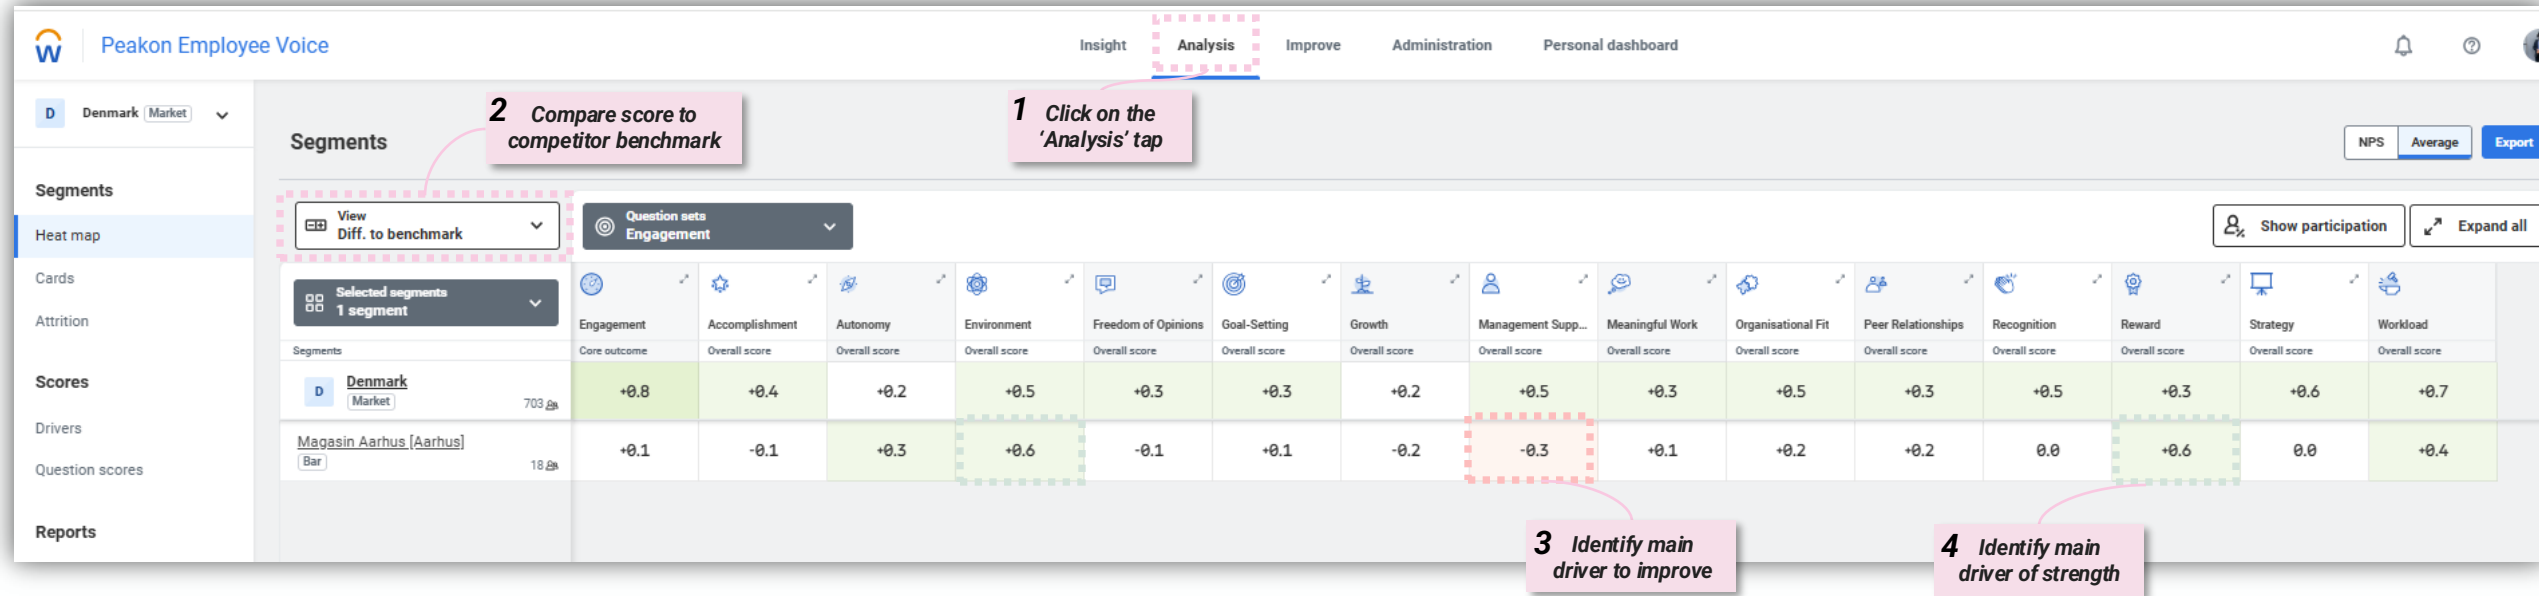 Peakon Employee Voice
Insight
Analysis
Improve
Administration
Personal dashboard
D Denmark Market
2 Compare score to
competitor benchmark
1 Click on the
‘Analysis’ tap
Segments
NPS
Average
Export
Segments
Heat map
Cards
Attrition
Scores
Drivers
Question scores
Reports
View
Diff. to benchmark
Question sets
Engagement
Show participation
Expand all
Selected segments
1 segment
Engagement Accomplishment Autonomy Environment Freedom of Opinions Goal-Setting Growth Management Supp... Meaningful Work Organisational Fit Peer Relationships Recognition Reward Strategy Workload
Segments Core outcome Overall score Overall score Overall score Overall score Overall score Overall score Overall score Overall score Overall score Overall score Overall score Overall score Overall score Overall score
D Denmark
Market
703
+0.8 +0.4 +0.2 +0.5 +0.3 +0.3 +0.2 +0.5 +0.3 +0.5 +0.3 +0.5 +0.3 +0.6 +0.7
Magasin Aarhus [Aarhus]
Bar
18
+0.1 -0.1 +0.3 +0.6 -0.1 +0.1 -0.2 -0.3 +0.1 +0.2 +0.2 0.0 +0.6 0.0 +0.4
3 Identify main
driver to improve
4 Identify main
driver of strength